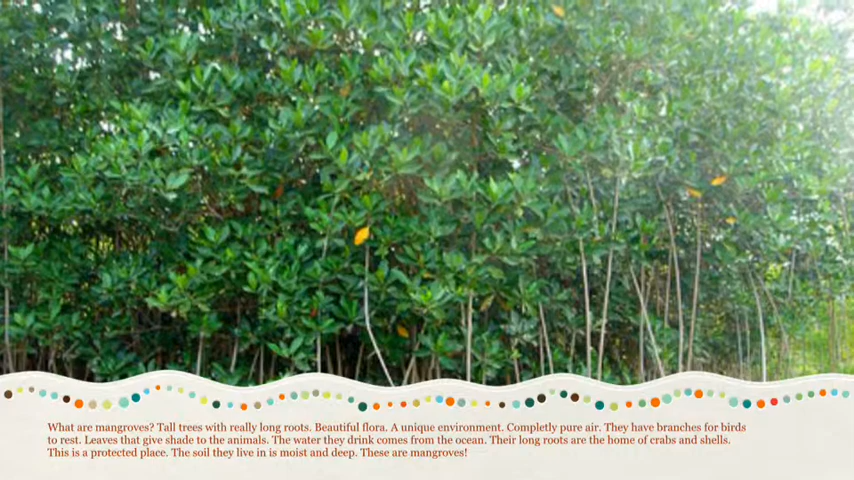 What are mangroves? Tall trees with really long roots. Beautiful flora. A unique environment. Completly pure air. They have branches for birds
to rest. Leaves that give shade to the animals. The water they drink comes from the ocean. Their long roots are the home of crabs and shells.
This is a protected place. The soil they live in is moist and deep. These are mangroves!